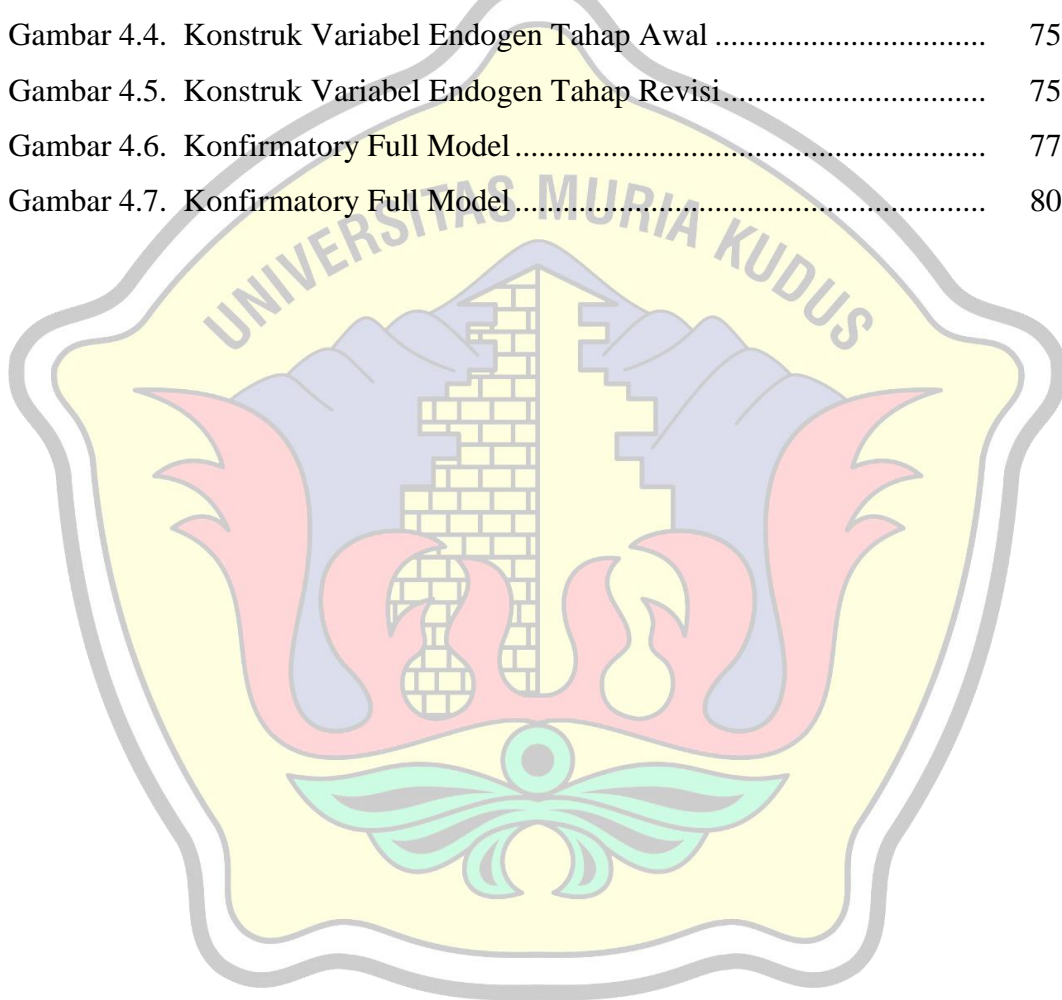 Gambar 4.4. Konstruk Variabel Endogen Tahap Awal ................................. 75
Gambar 4.5. Konstruk Variabel Endogen Tahap Revisi................................ 75
Gambar 4.6. Konfirmatory Full Model ......................................................... 77
Gambar 4.7. Konfirmatory Full Model ......................................................... 80
UNIVERSITAS MURIA KUDUS